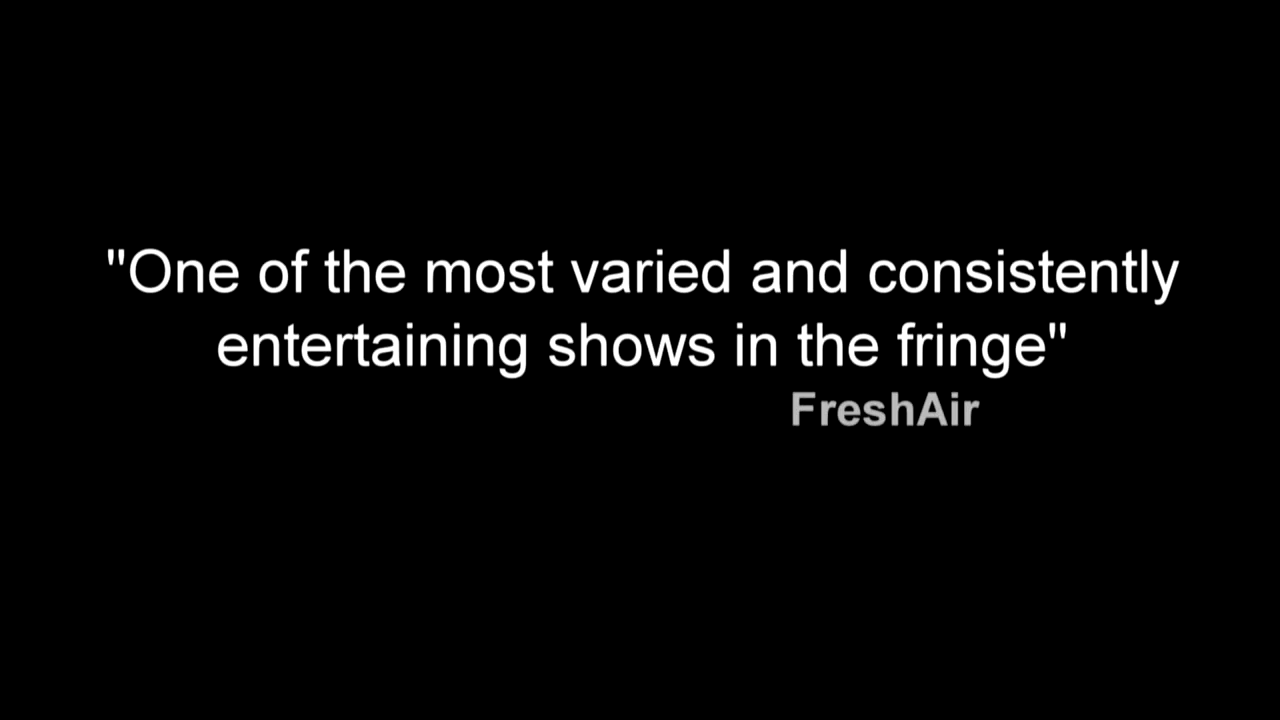 "One of the most varied and consistently
entertaining shows in the fringe"
FreshAir